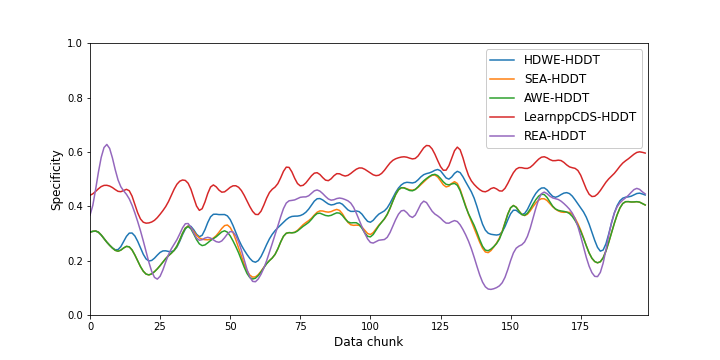 1.0
0.8
0.6
0.4
0.2
0.0
Specificity
0 25 50 75 100 125 150 175
Data chunk
HDWE-HDDT
SEA-HDDT
AWE-HDDT
LearnppCDS-HDDT
REA-HDDT